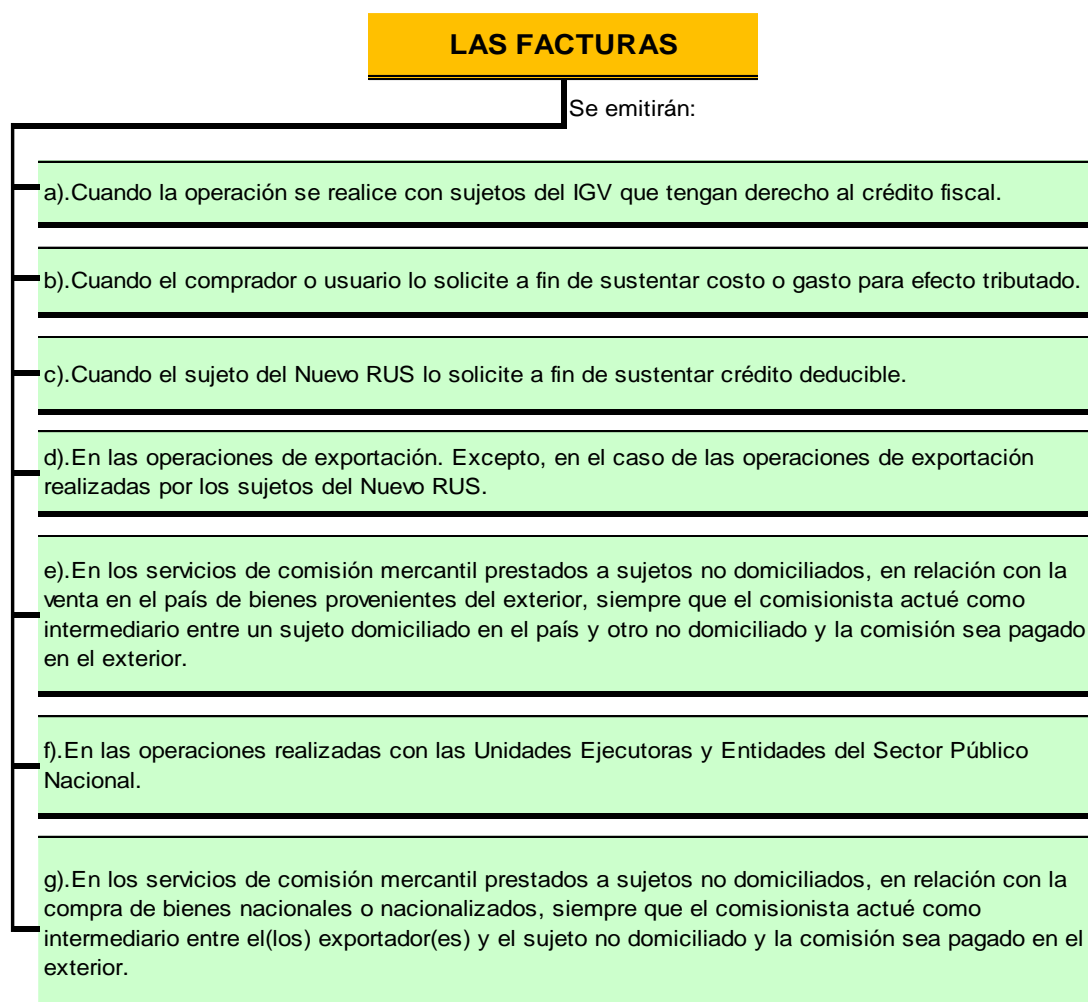 LAS FACTURAS
Se emitirán:
a).Cuando la operación se realice con sujetos del IGV que tengan derecho al crédito fiscal.
b).Cuando el comprador o usuario lo solicite a fin de sustentar costo o gasto para efecto tributado.
c).Cuando el sujeto del Nuevo RUS lo solicite a fin de sustentar crédito deducible.
d).En las operaciones de exportación. Excepto, en el caso de las operaciones de exportación
realizadas por los sujetos del Nuevo RUS.
e).En los servicios de comisión mercantil prestados a sujetos no domiciliados, en relación con la
venta en el país de bienes provenientes del exterior, siempre que el comisionista actué como
intermediario entre un sujeto domiciliado en el país y otro no domiciliado y la comisión sea pagado
en el exterior.
f).En las operaciones realizadas con las Unidades Ejecutoras y Entidades del Sector Público
Nacional.
g).En los servicios de comisión mercantil prestados a sujetos no domiciliados, en relación con la
compra de bienes nacionales o nacionalizados, siempre que el comisionista actué como
intermediario entre el(los) exportador(es) y el sujeto no domiciliado y la comisión sea pagado en el
exterior.